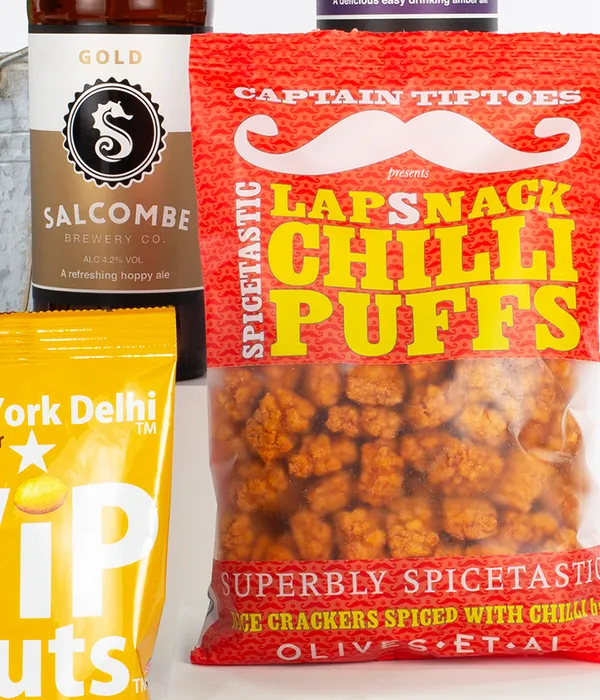 A delicious easy drinking amber ale
GOLD
S
SALCOMBE
BREWERY CO.
ALC 4.2% VOL
A refreshing hoppy ale
CAPTAIN TIPTOES
presents
SPICETASTIC
LAPSNACK
CHILLI
PUFFS
SUPERBLY SPICETASTIC
CRACKERS SPICED WITH CHILLI
OLIVES·ET·AL
York Delhi
TM
ViP
uts
TM